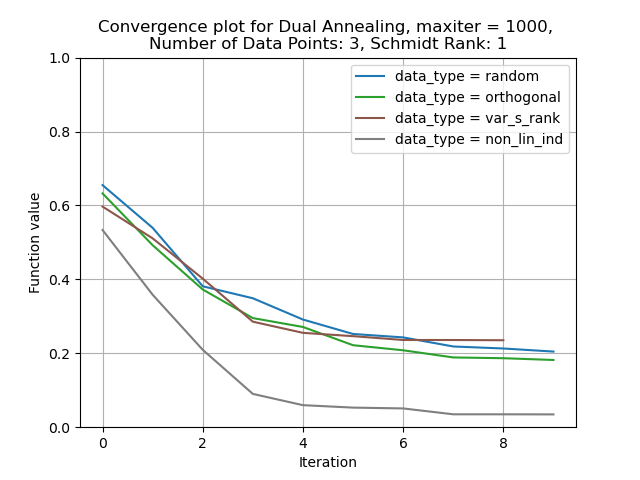 Convergence plot for Dual Annealing, maxiter = 1000,
Number of Data Points: 3, Schmidt Rank: 1
data_type = random
data_type = orthogonal
data_type = var_s_rank
data_type = non_lin_ind
1.0
0.8
0.6
0.4
0.2
0.0
Function value
0 2 4 6 8
Iteration